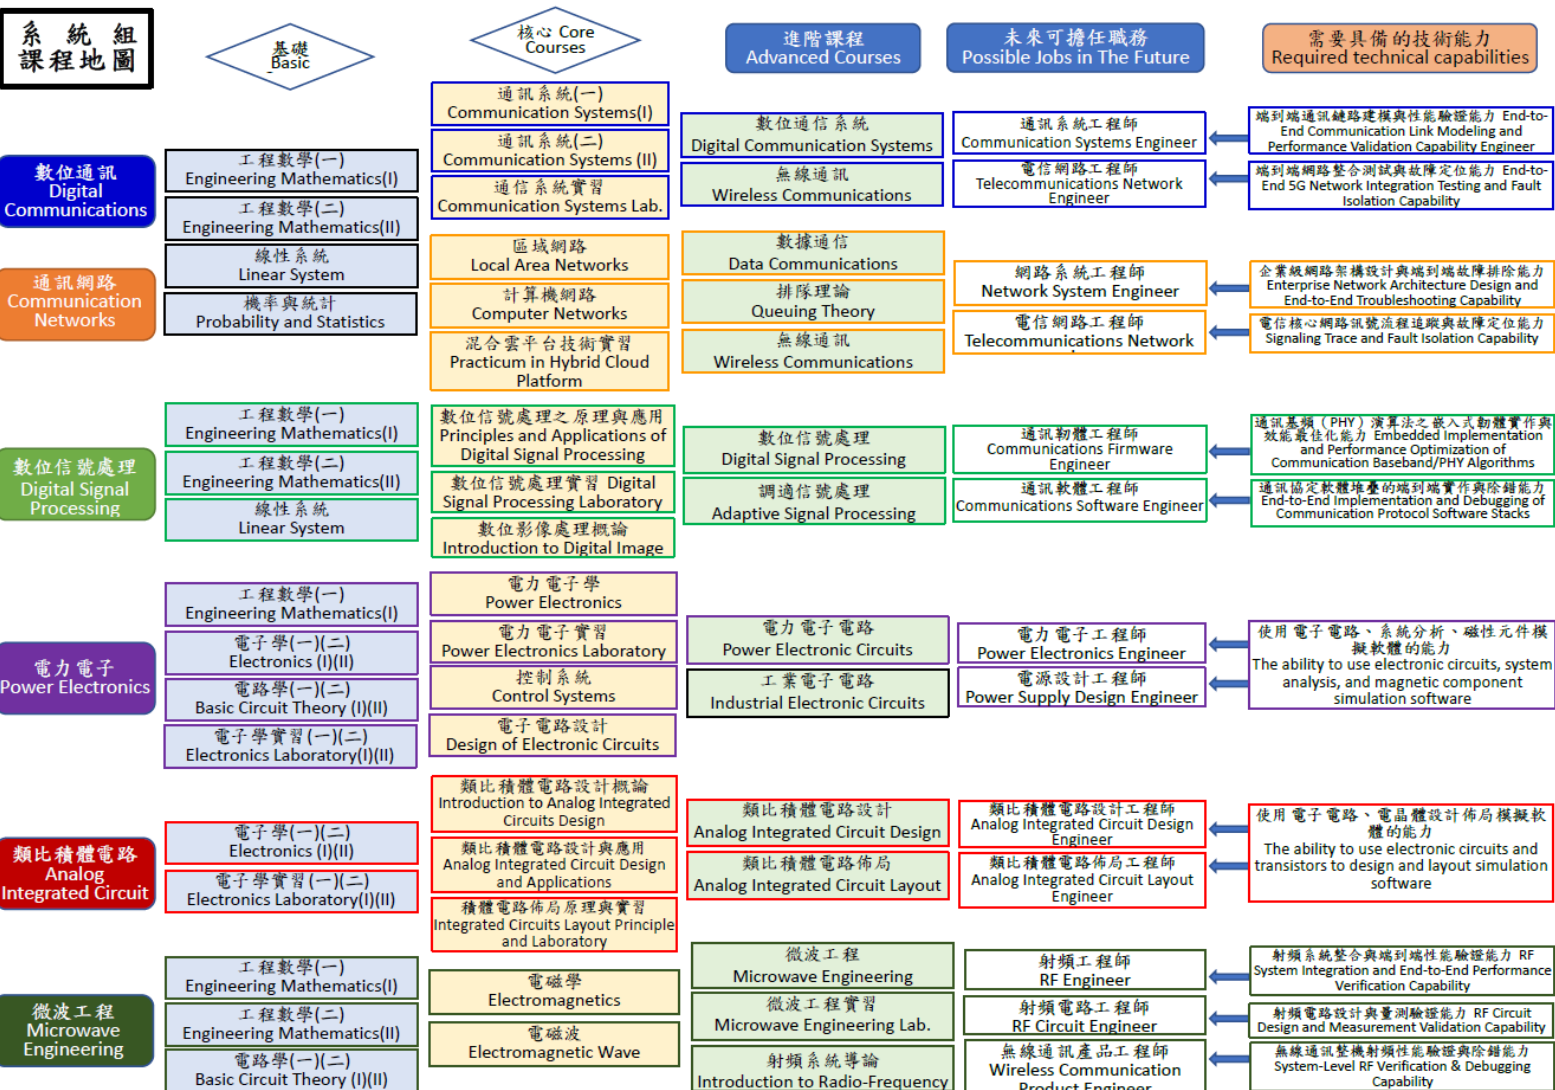 系統組
課程地圖
基礎
Basic
核心 Core
Courses
進階課程
Advanced Courses
未來可擔任職務
Possible Jobs in The Future
需要具備的技術能力
Required technical capabilities
數位通訊
Digital
Communications
工程數學(一)
Engineering Mathematics(I)
工程數學(二)
Engineering Mathematics(II)
線性系統
Linear System
機率與統計
Probability and Statistics
通訊系統(一)
Communication Systems(I)
通訊系統(二)
Communication Systems (II)
通信系統實習
Communication Systems Lab.
數位通信系統
Digital Communication Systems
無線通訊
Wireless Communications
通訊系統工程師
Communication Systems Engineer
電信網路工程師
Telecommunications Network
Engineer
端到端通訊鏈路建模與性能驗證能力 End-to-
End Communication Link Modeling and
Performance Validation Capability Engineer
端到端網路整合測試與故障定位能力 End-to-
End 5G Network Integration Testing and Fault
Isolation Capability
通訊網路
Communication
Networks
區域網路
Local Area Networks
計算機網路
Computer Networks
混合雲平台技術實習
Practicum in Hybrid Cloud
Platform
數據通信
Data Communications
排隊理論
Queuing Theory
無線通訊
Wireless Communications
網路系統工程師
Network System Engineer
電信網路工程師
Telecommunications Network
企業級網路架構設計與端到端故障排除能力
Enterprise Network Architecture Design and
End-to-End Troubleshooting Capability
電信核心網路訊號流程追蹤與故障定位能力
Signaling Trace and Fault Isolation Capability
數位信號處理
Digital Signal
Processing
工程數學(一)
Engineering Mathematics(I)
工程數學(二)
Engineering Mathematics(II)
線性系統
Linear System
數位信號處理之原理與應用
Principles and Applications of
Digital Signal Processing
數位信號處理實習 Digital
Signal Processing Laboratory
數位影像處理概論
Introduction to Digital Image
數位信號處理
Digital Signal Processing
調適信號處理
Adaptive Signal Processing
通訊韌體工程師
Communications Firmware
Engineer
通訊軟體工程師
Communications Software Engineer
通訊基頻（PHY）演算法之嵌入式韌體實作與
效能最佳化能力 Embedded Implementation
and Performance Optimization of
Communication Baseband/PHY Algorithms
通訊協定軟體堆疊的端到端實作與除錯能力
End-to-End Implementation and Debugging of
Communication Protocol Software Stacks
電力電子
Power Electronics
工程數學(一)
Engineering Mathematics(I)
電子學(一)(二)
Electronics (I)(II)
電路學(一)(二)
Basic Circuit Theory (I)(II)
電子學實習(一)(二)
Electronics Laboratory(I)(II)
電力電子學
Power Electronics
電力電子實習
Power Electronics Laboratory
控制系統
Control Systems
電子電路設計
Design of Electronic Circuits
電力電子電路
Power Electronic Circuits
工業電子電路
Industrial Electronic Circuits
電力電子工程師
Power Electronics Engineer
電源設計工程師
Power Supply Design Engineer
使用電子電路、系統分析、磁性元件模
擬軟體的能力
The ability to use electronic circuits, system
analysis, and magnetic component
simulation software
類比積體電路
Analog
Integrated Circuit
電子學(一)(二)
Electronics (I)(II)
電子學實習(一)(二)
Electronics Laboratory(I)(II)
類比積體電路設計概論
Introduction to Analog Integrated
Circuits Design
類比積體電路設計與應用
Analog Integrated Circuit Design
and Applications
積體電路佈局原理與實習
Integrated Circuits Layout Principle
and Laboratory
類比積體電路設計
Analog Integrated Circuit Design
類比積體電路佈局
Analog Integrated Circuit Layout
類比積體電路設計工程師
Analog Integrated Circuit Design
Engineer
類比積體電路佈局工程師
Analog Integrated Circuit Layout
Engineer
使用電子電路、電晶體設計佈局模擬軟
體的能力
The ability to use electronic circuits and
transistors to design and layout simulation
software
微波工程
Microwave
Engineering
工程數學(一)
Engineering Mathematics(I)
工程數學(二)
Engineering Mathematics(II)
電路學(一)(二)
Basic Circuit Theory (I)(II)
電磁學
Electromagnetics
電磁波
Electromagnetic Wave
微波工程
Microwave Engineering
微波工程實習
Microwave Engineering Lab.
射頻系統導論
Introduction to Radio-Frequency
射頻工程師
RF Engineer
射頻電路工程師
RF Circuit Engineer
無線通訊產品工程師
Wireless Communication
Product Engineer
射頻系統整合與端到端性能驗證能力 RF
System Integration and End-to-End Performance
Verification Capability
射頻電路設計與量測驗證能力 RF Circuit
Design and Measurement Validation Capability
無線通訊整機射頻性能驗證與除錯能力
System-Level RF Verification & Debugging
Capability